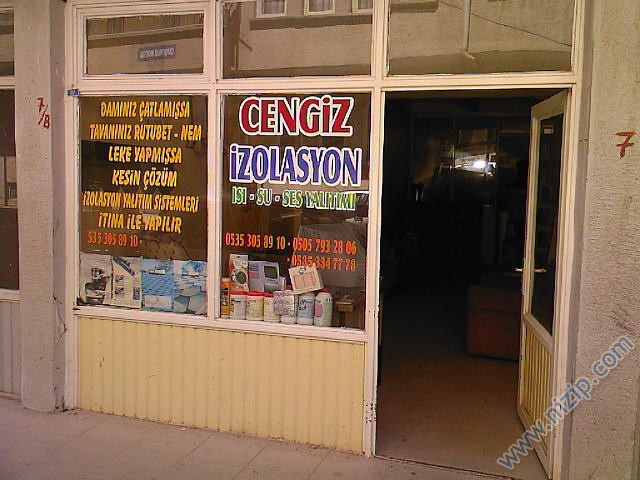 DAMINIZ ÇATLAMIŞSA
TAVANINIZ RUTUBET - NEM
LEKE YAPMIŞSA
KESİN ÇÖZÜM
İZOLASYON YALITIM SİSTEMLERİ
İTİNA İLE YAPILIR
535 305 89 10
CENGİZ
İZOLASYON
ISI - SU - SES YALITIMI
0535 305 89 10 - 0505 793 28 06
0535 334 77 78
7/B
7
www.nizip.com